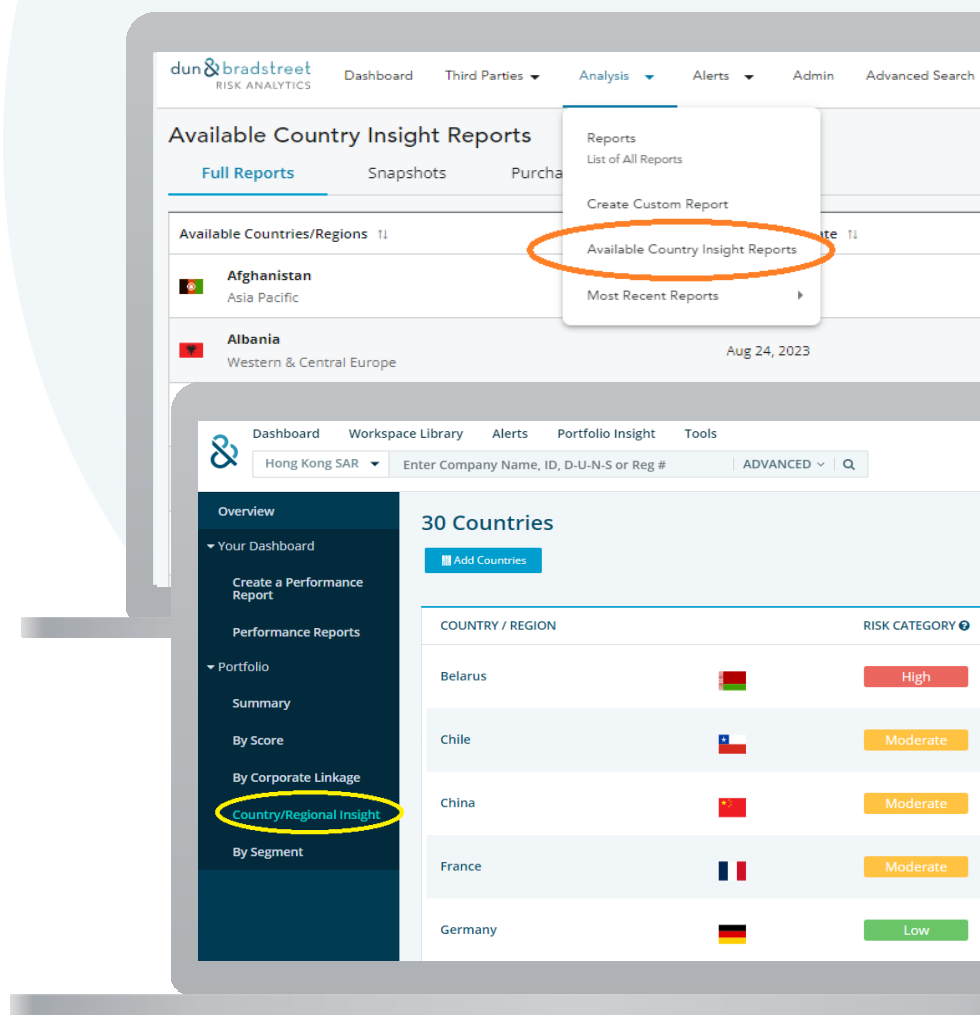 dun & bradstreet
RISK ANALYTICS
Dashboard
Third Parties
Analysis
Alerts
Admin
Advanced Search
Available Country Insight Reports
Full Reports
Snapshots
Purcha
Reports
List of All Reports
Create Custom Report
Available Country Insight Reports
Most Recent Reports
Available Countries/Regions
ate
Afghanistan
Asia Pacific
Albania
Western & Central Europe
Aug 24, 2023
&
Dashboard
Workspace Library
Alerts
Portfolio Insight
Tools
Hong Kong SAR
Enter Company Name, ID, D-U-N-S or Reg #
ADVANCED
Overview
Your Dashboard
Create a Performance
Report
Performance Reports
Portfolio
Summary
By Score
By Corporate Linkage
Country/Regional Insight
By Segment
30 Countries
Add Countries
COUNTRY / REGION
RISK CATEGORY ?
Belarus
High
Chile
Moderate
China
Moderate
France
Moderate
Germany
Low